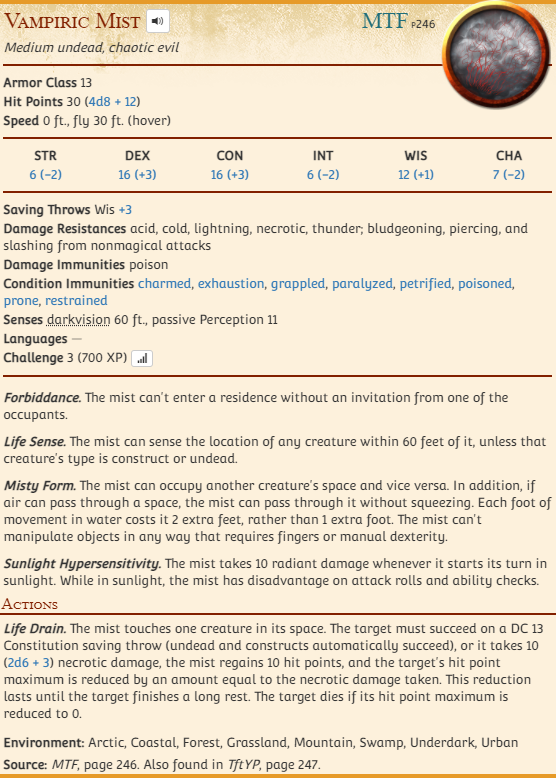 Vampiric Mist MTF p246
Medium undead, chaotic evil
Armor Class 13
Hit Points 30 (4d8 + 12)
Speed 0 ft., fly 30 ft. (hover)
STR DEX CON INT WIS CHA
6 (−2) 16 (+3) 16 (+3) 6 (−2) 12 (+1) 7 (−2)
Saving Throws Wis +3
Damage Resistances acid, cold, lightning, necrotic, thunder; bludgeoning, piercing, and
slashing from nonmagical attacks
Damage Immunities poison
Condition Immunities charmed, exhaustion, grappled, paralyzed, petrified, poisoned,
prone, restrained
Senses darkvision 60 ft., passive Perception 11
Languages —
Challenge 3 (700 XP)
Forbiddance. The mist can't enter a residence without an invitation from one of the
occupants.
Life Sense. The mist can sense the location of any creature within 60 feet of it, unless that
creature's type is construct or undead.
Misty Form. The mist can occupy another creature's space and vice versa. In addition, if
air can pass through a space, the mist can pass through it without squeezing. Each foot of
movement in water costs it 2 extra feet, rather than 1 extra foot. The mist can't
manipulate objects in any way that requires fingers or manual dexterity.
Sunlight Hypersensitivity. The mist takes 10 radiant damage whenever it starts its turn in
sunlight. While in sunlight, the mist has disadvantage on attack rolls and ability checks.
Actions
Life Drain. The mist touches one creature in its space. The target must succeed on a DC 13
Constitution saving throw (undead and constructs automatically succeed), or it takes 10
(2d6 + 3) necrotic damage, the mist regains 10 hit points, and the target's hit point
maximum is reduced by an amount equal to the necrotic damage taken. This reduction
lasts until the target finishes a long rest. The target dies if its hit point maximum is
reduced to 0.
Environment: Arctic, Coastal, Forest, Grassland, Mountain, Swamp, Underdark, Urban
Source: MTF, page 246. Also found in TftYP, page 247.